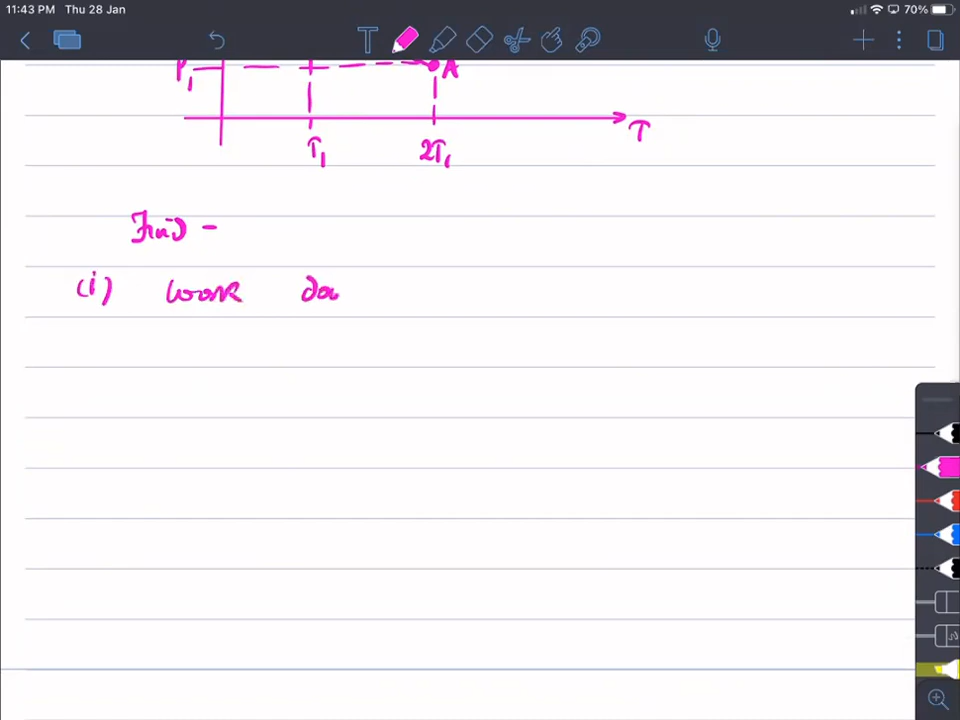 11:43 PM Thu 28 Jan 70%
T
P1 A
T
T1 2T1
Find -
(i) work do